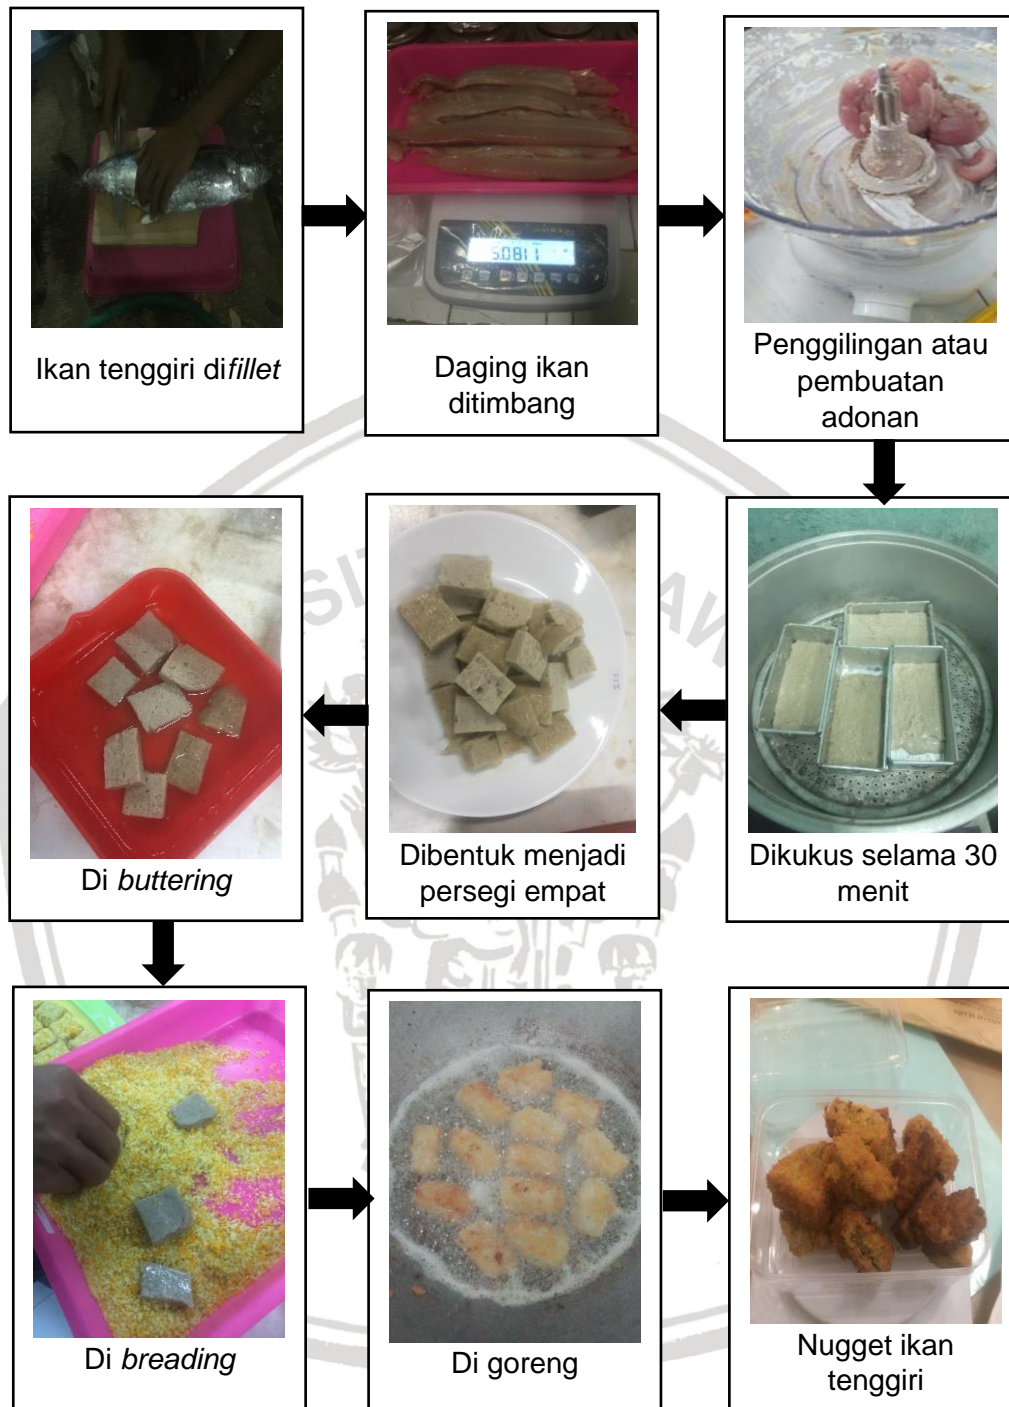 Ikan tenggiri difillet
Daging ikan
ditimbang
Penggilingan atau
pembuatan
adonan
Dikukus selama 30
menit
Dibentuk menjadi
persegi empat
Di buttering
Di breading
Di goreng
Nugget ikan
tenggiri